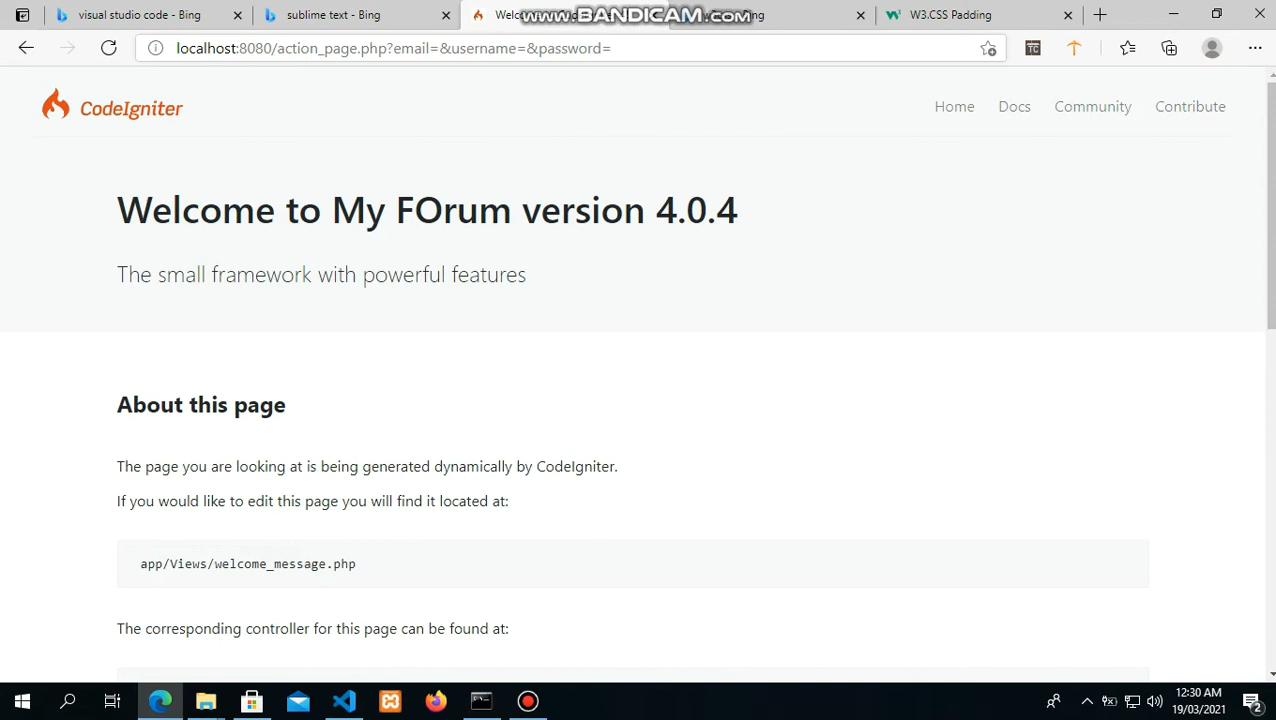 visual studio code - Bing
sublime text - Bing
Welc
www.BANDICAM.com
ing
W3.CSS Padding
localhost:8080/action_page.php?email=&username=&password=
TC
CodeIgniter
Home
Docs
Community
Contribute
Welcome to My FOrum version 4.0.4
The small framework with powerful features
About this page
The page you are looking at is being generated dynamically by CodeIgniter.
If you would like to edit this page you will find it located at:
app/Views/welcome_message.php
The corresponding controller for this page can be found at:
12:30 AM
19/03/2021
2